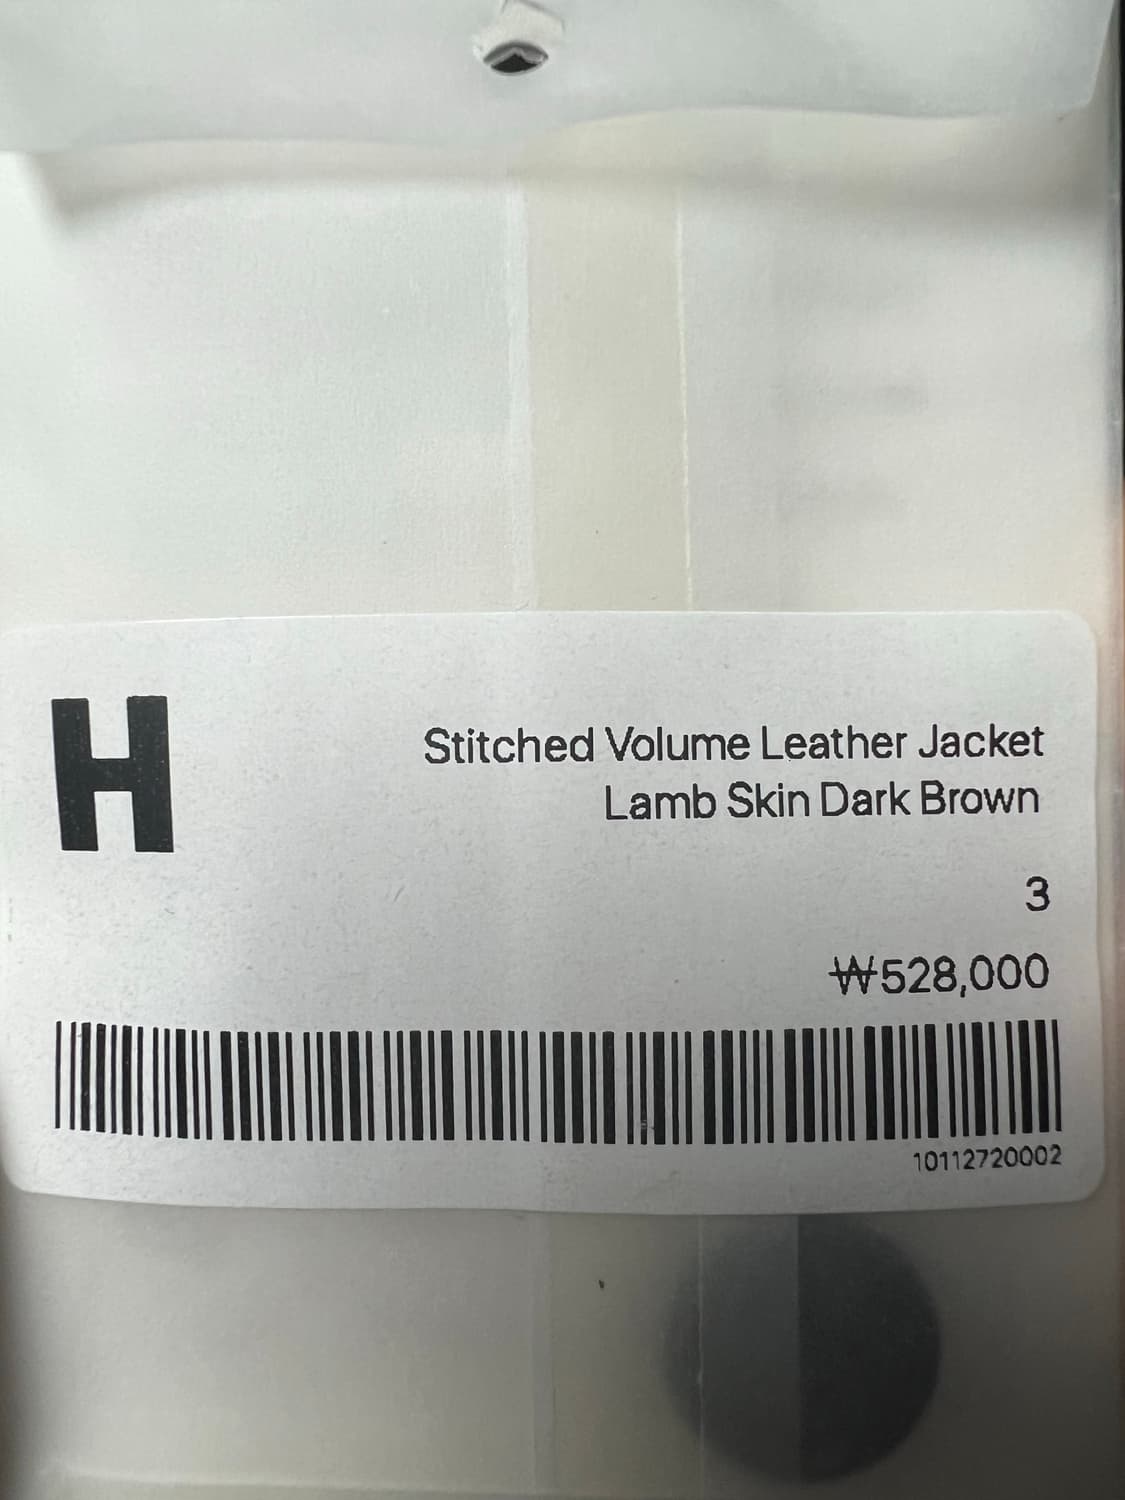 H
Stitched Volume Leather Jacket
Lamb Skin Dark Brown
3
₩528,000
10112720002